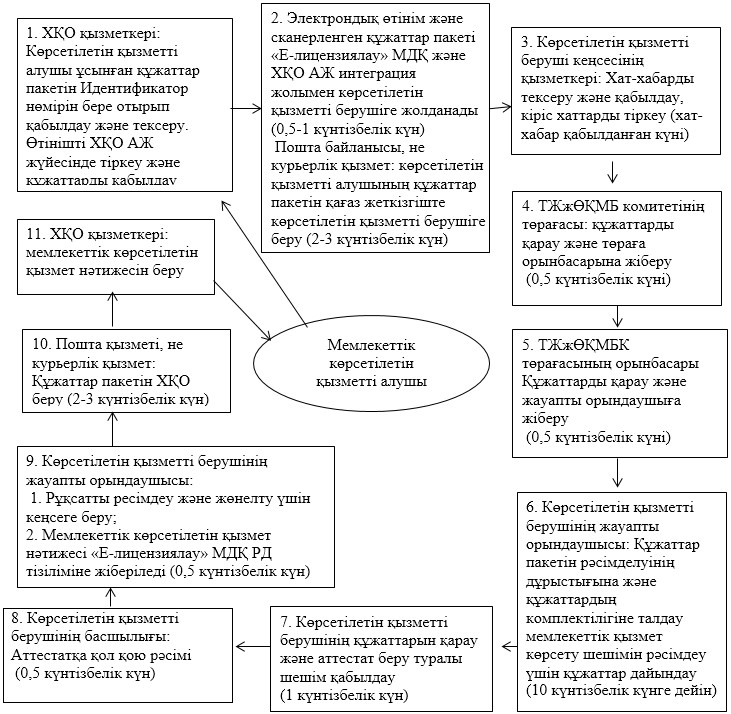 1. ХҚО қызметкері:
Көрсетілетін қызметті
алушы ұсынған құжаттар
пакетін Идентификатор
нөмірін бере отырып
қабылдау және тексеру.
Өтінішті ХҚО АЖ
жүйесінде тіркеу және
құжаттарды қабылдау
2. Электрондық өтінім және
сканерленген құжаттар пакеті
«Е-лицензиялау» МДҚ және
ХҚО АЖ интеграция
жолымен көрсетілетін
қызметті берушіге жолданады
(0,5-1 күнтізбелік күн)
Пошта байланысы, не
курьерлік қызмет: көрсетілетін
қызметті алушының құжаттар
пакетін қағаз жеткізгіште
көрсетілетін қызметті берушіге
беру (2-3 күнтізбелік күн)
3. Көрсетілетін қызметті
беруші кеңсесінің
қызметкері: Хат-хабарды
тексеру және қабылдау,
кіріс хаттарды тіркеу (хат-
хабар қабылданған күні)
4. ТЖжӨҚМБ комитетінің
төрағасы: құжаттарды
қарау және төраға
орынбасарына жіберу
(0,5 күнтізбелік күні)
5. ТЖжӨҚМБК
төрағасының орынбасары
Құжаттарды қарау және
жауапты орындаушыға
жіберу
(0,5 күнтізбелік күні)
6. Көрсетілетін қызметті
берушінің жауапты
орындаушысы: Құжаттар
пакетін рәсімделуінің
дұрыстығына және
құжаттардың
комплектілігіне талдау
мемлекеттік қызмет
көрсету шешімін рәсімдеу
үшін құжаттар дайындау
(10 күнтізбелік күнге дейін)
7. Көрсетілетін қызметті
берушінің құжаттарын қарау
және аттестат беру туралы
шешім қабылдау
(1 күнтізбелік күн)
8. Көрсетілетін қызметті
берушінің басшылығы:
Аттестатқа қол қою рәсімі
(0,5 күнтізбелік күн)
9. Көрсетілетін қызметті берушінің
жауапты орындаушысы:
1. Рұқсатты ресімдеу және жөнелту үшін
кеңсеге беру;
2. Мемлекеттік көрсетілетін қызмет
нәтижесі «Е-лицензиялау» МДҚ РД
тізіліміне жіберіледі (0,5 күнтізбелік күн)
10. Пошта қызметі, не
курьерлік қызмет:
Құжаттар пакетін ХҚО
беру (2-3 күнтізбелік күн)
11. ХҚО қызметкері:
мемлекеттік көрсетілетін
қызмет нәтижесін беру
Мемлекеттік
көрсетілетін
қызметті алушы